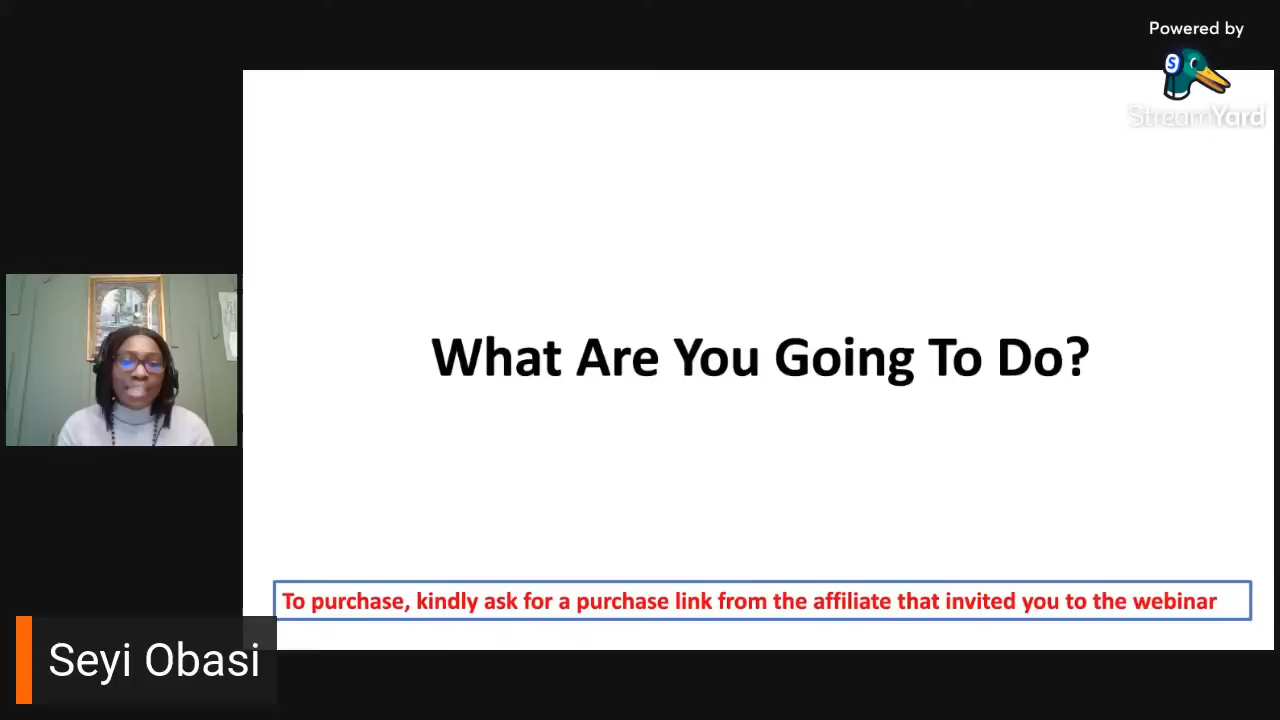 Powered by
StreamYard
What Are You Going To Do?
To purchase, kindly ask for a purchase link from the affiliate that invited you to the webinar
Seyi Obasi